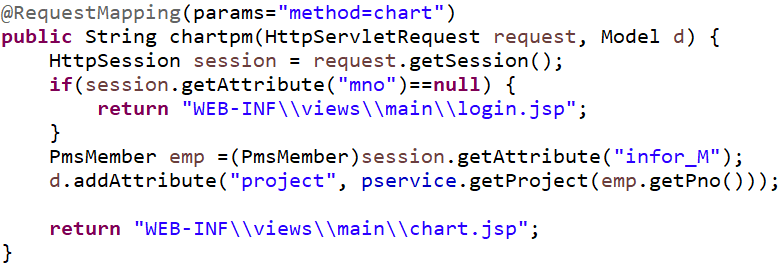 @RequestMapping(params="method=chart")
public String chartpm(HttpServletRequest request, Model d) {
    HttpSession session = request.getSession();
    if(session.getAttribute("mno")==null) {
        return "WEB-INF\\views\\main\\login.jsp";
    }
    PmsMember emp =(PmsMember)session.getAttribute("infor_M");
    d.addAttribute("project", pservice.getProject(emp.getPno()));
    return "WEB-INF\\views\\main\\chart.jsp";
}